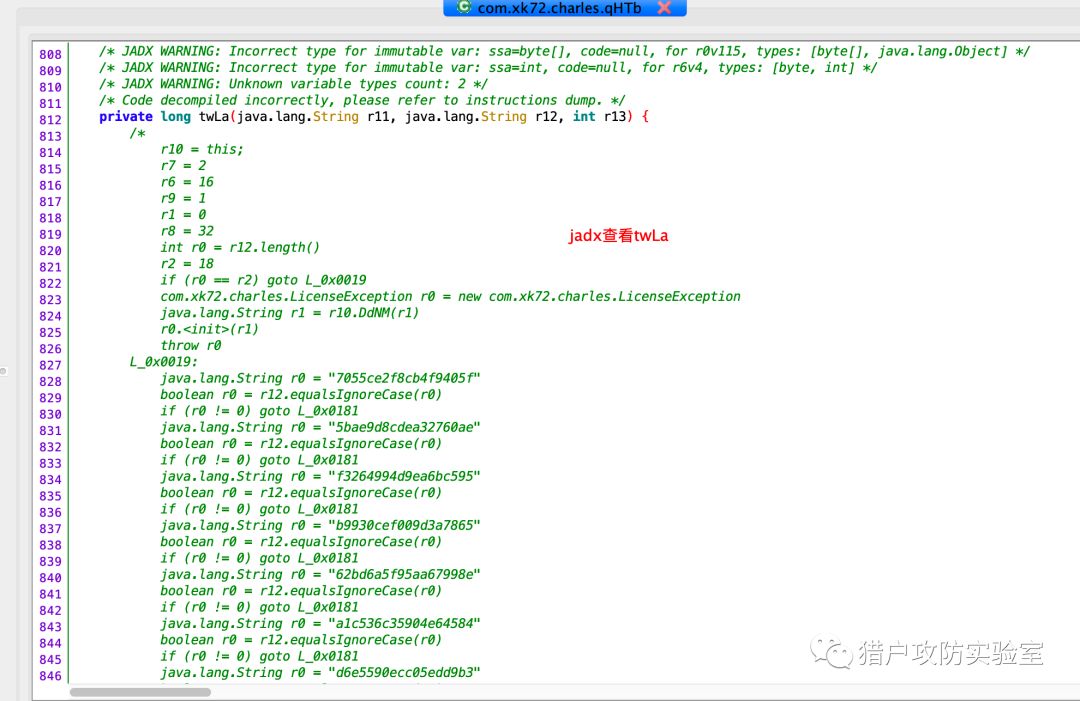 com.xk72.charles.qHTb
808 /* JADX WARNING: Incorrect type for immutable var: ssa=byte[], code=null, for r0v115, types: [byte[], java.lang.Object] */
809 /* JADX WARNING: Incorrect type for immutable var: ssa=int, code=null, for r6v4, types: [byte, int] */
810 /* JADX WARNING: Unknown variable types count: 2 */
811 /* Code decompiled incorrectly, please refer to instructions dump. */
812 private long twLa(java.lang.String r11, java.lang.String r12, int r13) {
813 /*
814 r10 = this;
815 r7 = 2
816 r6 = 16
817 r9 = 1
818 r1 = 0
819 r8 = 32
820 int r0 = r12.length()
821 r2 = 18
822 if (r0 == r2) goto L_0x0019
823 com.xk72.charles.LicenseException r0 = new com.xk72.charles.LicenseException
824 java.lang.String r1 = r10.DdNM(r1)
825 r0.<init>(r1)
826 throw r0
827 L_0x0019:
828 java.lang.String r0 = "7055ce2f8cb4f9405f"
829 boolean r0 = r12.equalsIgnoreCase(r0)
830 if (r0 != 0) goto L_0x0181
831 java.lang.String r0 = "5bae9d8cdea32760ae"
832 boolean r0 = r12.equalsIgnoreCase(r0)
833 if (r0 != 0) goto L_0x0181
834 java.lang.String r0 = "f3264994d9ea6bc595"
835 boolean r0 = r12.equalsIgnoreCase(r0)
836 if (r0 != 0) goto L_0x0181
837 java.lang.String r0 = "b9930cef009d3a7865"
838 boolean r0 = r12.equalsIgnoreCase(r0)
839 if (r0 != 0) goto L_0x0181
840 java.lang.String r0 = "62bd6a5f95aa67998e"
841 boolean r0 = r12.equalsIgnoreCase(r0)
842 if (r0 != 0) goto L_0x0181
843 java.lang.String r0 = "a1c536c35904e64584"
844 boolean r0 = r12.equalsIgnoreCase(r0)
845 if (r0 != 0) goto L_0x0181
846 java.lang.String r0 = "d6e5590ecc05edd9b3"
jadx查看twLa
猎户攻防实验室